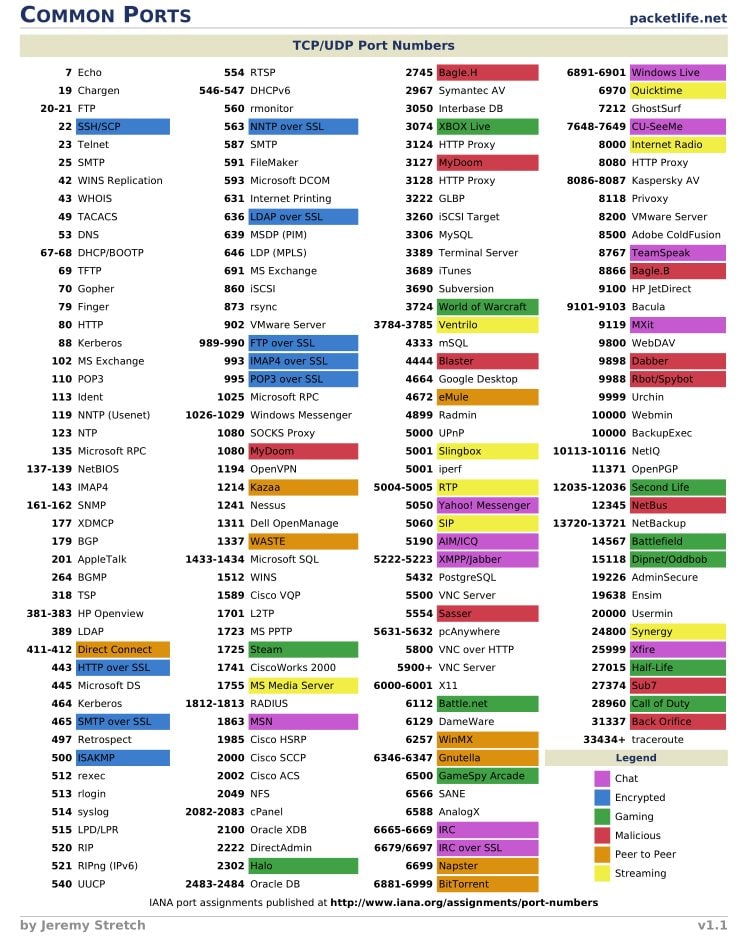 COMMON PORTS
packetlife.net
TCP/UDP Port Numbers
7 Echo
19 Chargen
20-21 FTP
22 SSH/SCP
23 Telnet
25 SMTP
42 WINS Replication
43 WHOIS
49 TACACS
53 DNS
67-68 DHCP/BOOTP
69 TFTP
70 Gopher
79 Finger
80 HTTP
88 Kerberos
102 MS Exchange
110 POP3
113 Ident
119 NNTP (Usenet)
123 NTP
135 Microsoft RPC
137-139 NetBIOS
143 IMAP4
161-162 SNMP
177 XDMCP
179 BGP
201 AppleTalk
264 BGMP
318 TSP
381-383 HP Openview
389 LDAP
411-412 Direct Connect
443 HTTP over SSL
445 Microsoft DS
464 Kerberos
465 SMTP over SSL
497 Retrospect
500 ISAKMP
512 rexec
513 rlogin
514 syslog
515 LPD/LPR
520 RIP
521 RIPng (IPv6)
540 UUCP
554 RTSP
546-547 DHCPv6
560 rmonitor
563 NNTP over SSL
587 SMTP
591 FileMaker
593 Microsoft DCOM
631 Internet Printing
636 LDAP over SSL
639 MSDP (PIM)
646 LDP (MPLS)
691 MS Exchange
860 iSCSI
873 rsync
902 VMware Server
989-990 FTP over SSL
993 IMAP4 over SSL
995 POP3 over SSL
1025 Microsoft RPC
1026-1029 Windows Messenger
1080 SOCKS Proxy
1080 MyDoom
1194 OpenVPN
1214 Kazaa
1241 Nessus
1311 Dell OpenManage
1337 WASTE
1433-1434 Microsoft SQL
1512 WINS
1589 Cisco VQP
1701 L2TP
1723 MS PPTP
1725 Steam
1741 CiscoWorks 2000
1755 MS Media Server
1812-1813 RADIUS
1863 MSN
1985 Cisco HSRP
2000 Cisco SCCP
2002 Cisco ACS
2049 NFS
2082-2083 cPanel
2100 Oracle XDB
2222 DirectAdmin
2302 Halo
2483-2484 Oracle DB
2745 Bagle.H
2967 Symantec AV
3050 Interbase DB
3074 XBOX Live
3124 HTTP Proxy
3127 MyDoom
3128 HTTP Proxy
3222 GLBP
3260 iSCSI Target
3306 MySQL
3389 Terminal Server
3689 iTunes
3690 Subversion
3724 World of Warcraft
3784-3785 Ventrilo
4333 mSQL
4444 Blaster
4664 Google Desktop
4672 eMule
4899 Radmin
5000 UPnP
5001 Slingbox
5001 iperf
5004-5005 RTP
5050 Yahoo! Messenger
5060 SIP
5190 AIM/ICQ
5222-5223 XMPP/Jabber
5432 PostgreSQL
5500 VNC Server
5554 Sasser
5631-5632 pcAnywhere
5800 VNC over HTTP
5900+ VNC Server
6000-6001 X11
6112 Battle.net
6129 DameWare
6257 WinMX
6346-6347 Gnutella
6500 GameSpy Arcade
6566 SANE
6588 AnalogX
6665-6669 IRC
6679/6697 IRC over SSL
6699 Napster
6881-6999 BitTorrent
6891-6901 Windows Live
6970 Quicktime
7212 GhostSurf
7648-7649 CU-SeeMe
8000 Internet Radio
8080 HTTP Proxy
8086-8087 Kaspersky AV
8118 Privoxy
8200 VMware Server
8500 Adobe ColdFusion
8767 TeamSpeak
8866 Bagle.B
9100 HP JetDirect
9101-9103 Bacula
9119 MXit
9800 WebDAV
9898 Dabber
9988 Rbot/Spybot
9999 Urchin
10000 Webmin
10000 BackupExec
10113-10116 NetIQ
11371 OpenPGP
12035-12036 Second Life
12345 NetBus
13720-13721 NetBackup
14567 Battlefield
15118 Dipnet/Oddbob
19226 AdminSecure
19638 Ensim
20000 Usermin
24800 Synergy
25999 Xfire
27015 Half-Life
27374 Sub7
28960 Call of Duty
31337 Back Orifice
33434+ traceroute
Legend
Chat
Encrypted
Gaming
Malicious
Peer to Peer
Streaming
IANA port assignments published at http://www.iana.org/assignments/port-numbers
by Jeremy Stretch
v1.1